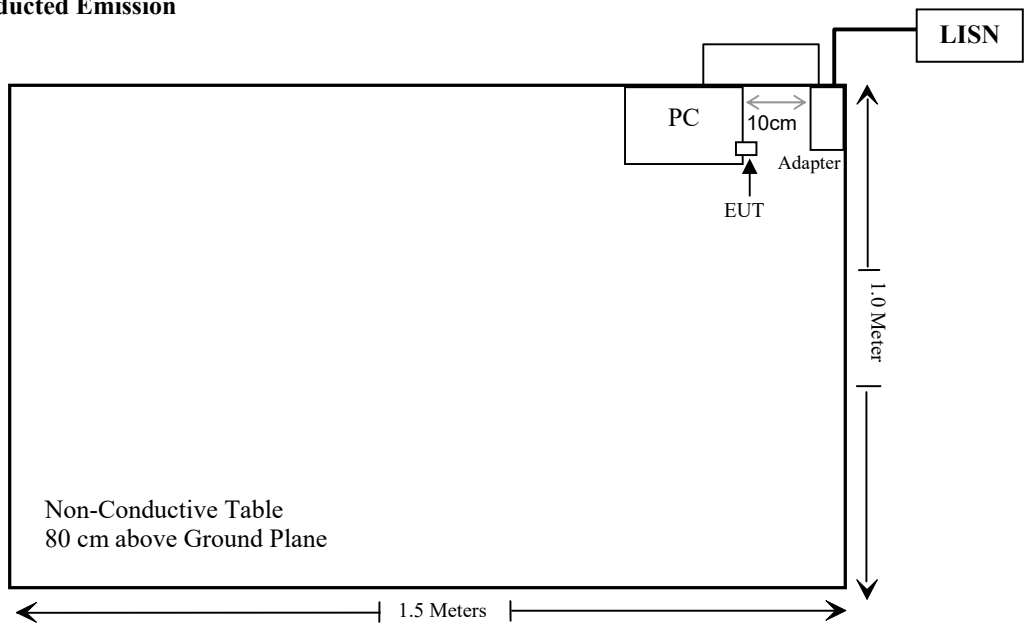 Emission
LISN
PC
10cm
Adapter
EUT
1.0 Meter
Non-Conductive Table
80 cm above Ground Plane
1.5 Meters